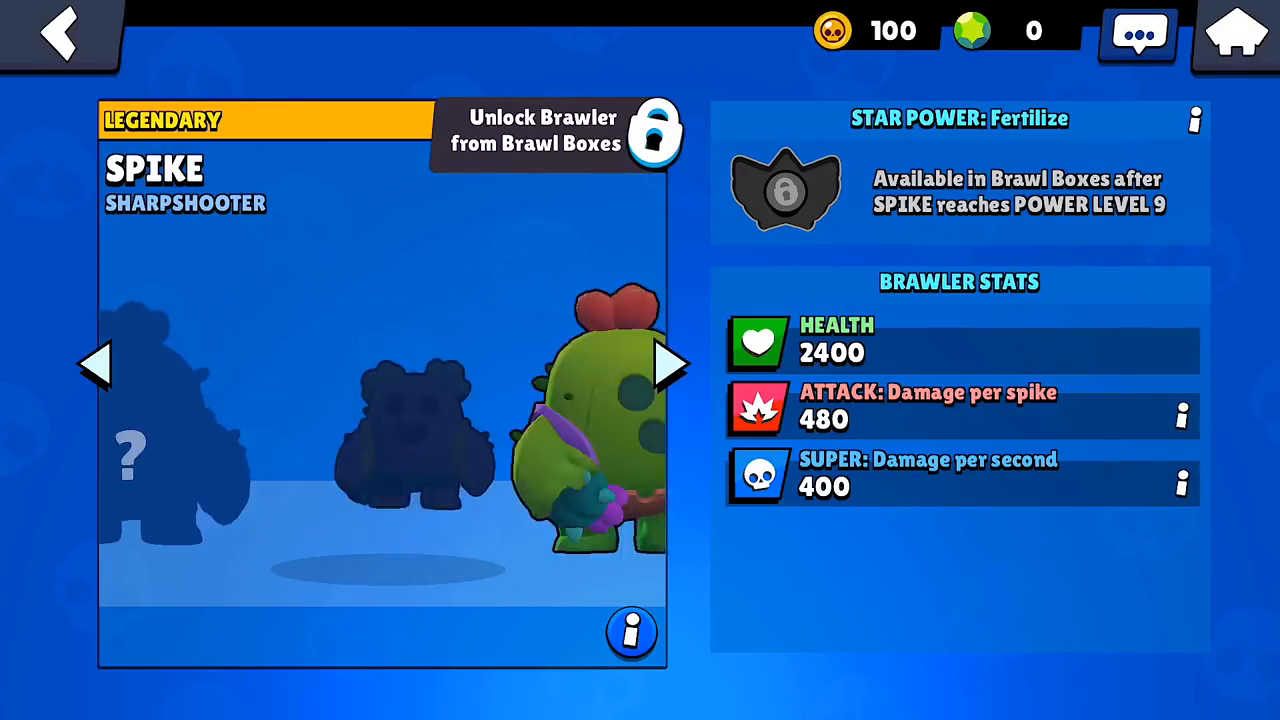 100
0
LEGENDARY
Unlock Brawler
from Brawl Boxes
SPIKE
SHARPSHOOTER
?
STAR POWER: Fertilize
Available in Brawl Boxes after
SPIKE reaches POWER LEVEL 9
BRAWLER STATS
HEALTH
2400
ATTACK: Damage per spike
480
SUPER: Damage per second
400